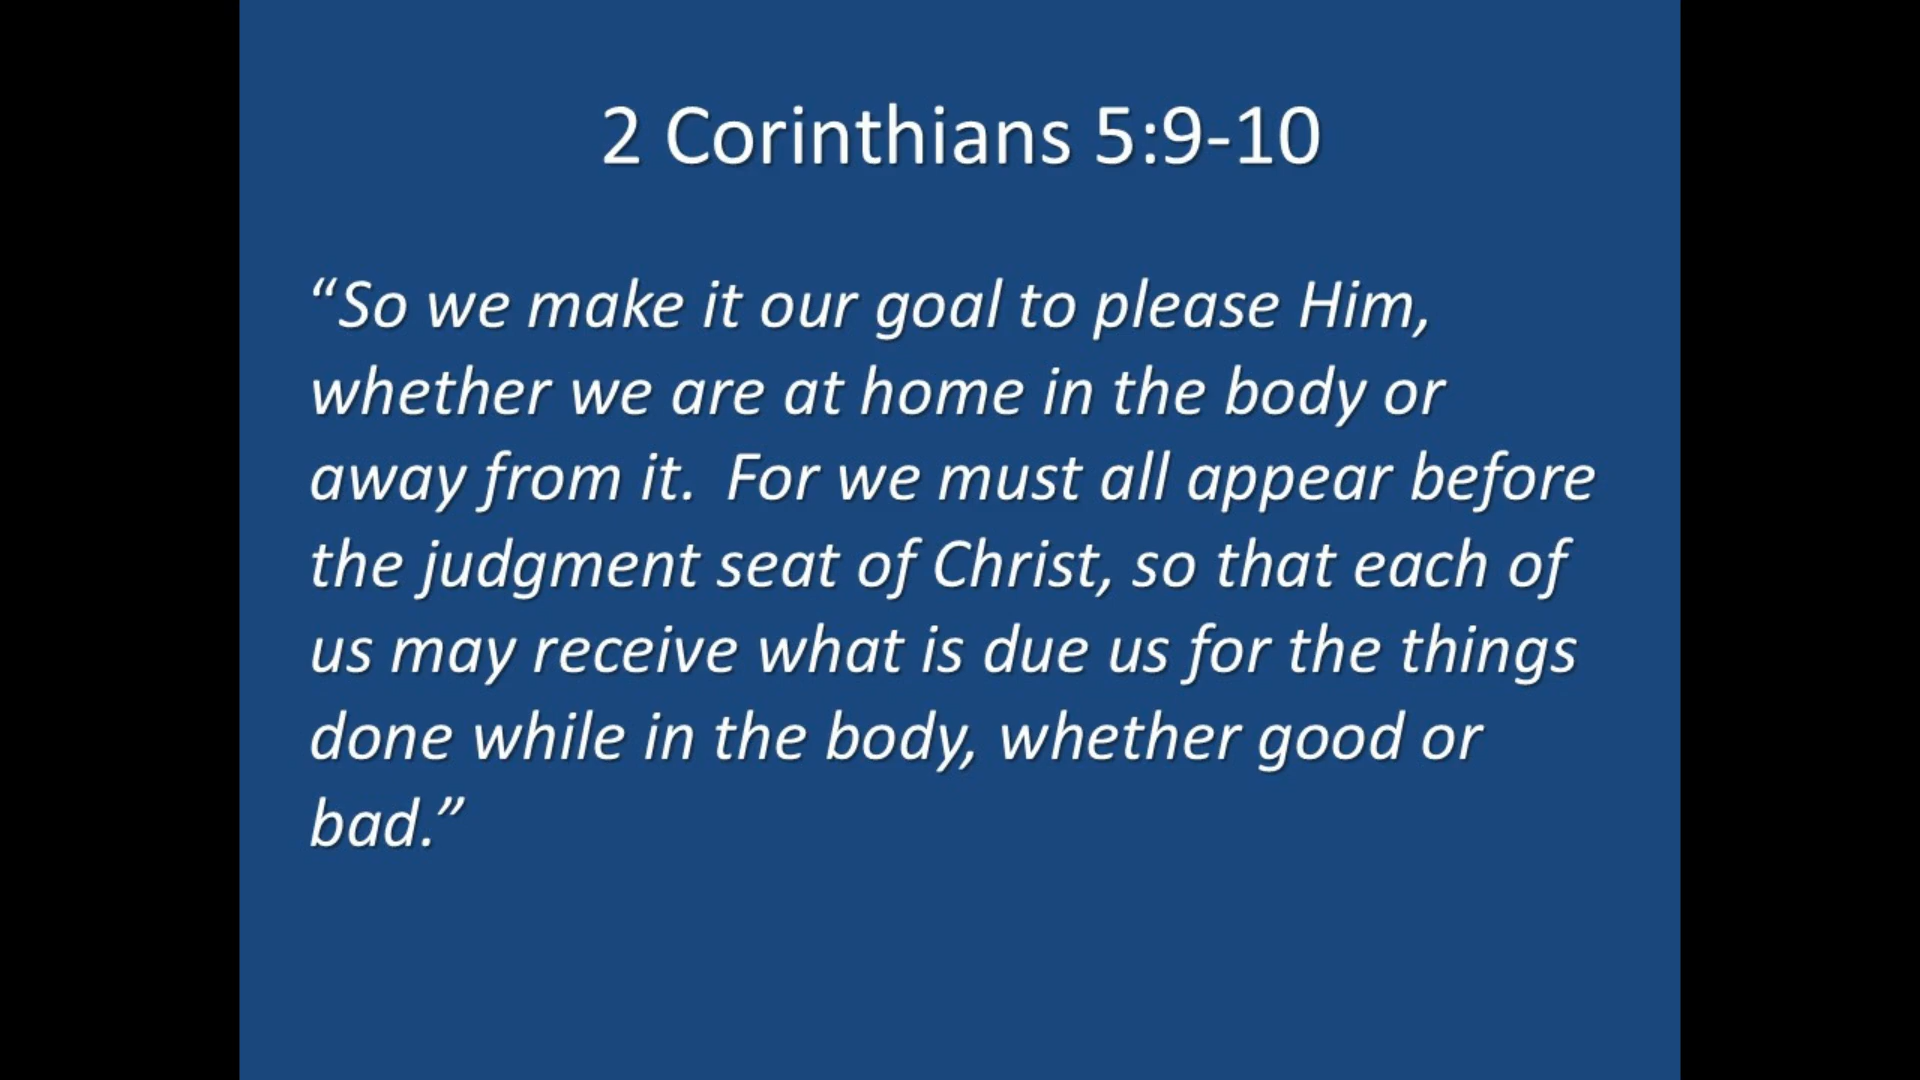 2 Corinthians 5:9-10
“So we make it our goal to please Him,
whether we are at home in the body or
away from it.  For we must all appear before
the judgment seat of Christ, so that each of
us may receive what is due us for the things
done while in the body, whether good or
bad.”